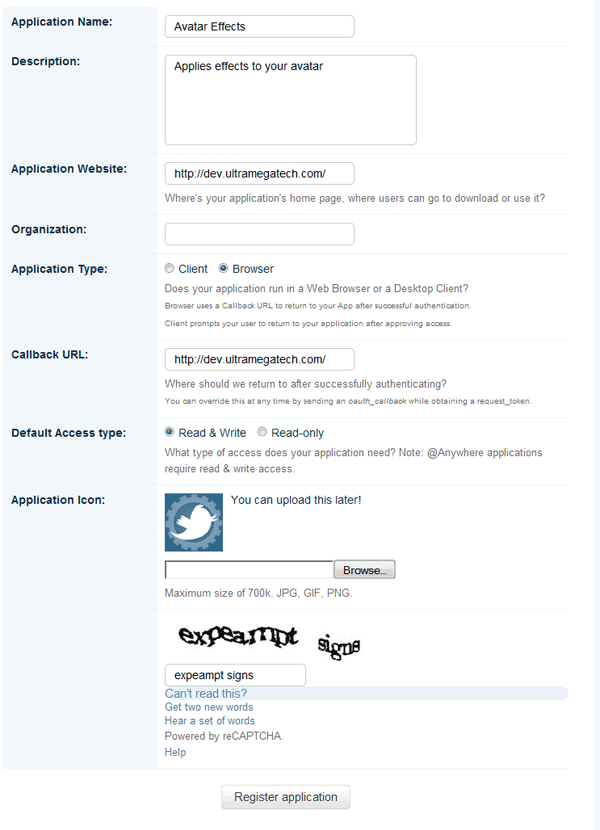 Application Name:
Avatar Effects
Description:
Applies effects to your avatar
Application Website:
http://dev.ultramegatech.com/
Where's your application's home page, where users can go to download or use it?
Organization:
Application Type:
Client Browser
Does your application run in a Web Browser or a Desktop Client?
Browser uses a Callback URL to return to your App after successful authentication.
Client prompts your user to return to your application after approving access.
Callback URL:
http://dev.ultramegatech.com/
Where should we return to after successfully authenticating?
You can override this at any time by sending an oauth_callback while obtaining a request_token.
Default Access type:
Read & Write Read-only
What type of access does your application need? Note: @Anywhere applications
require read & write access.
Application Icon:
You can upload this later!
Browse...
Maximum size of 700k. JPG, GIF, PNG.
expeampt signs
expeampt signs
Can't read this?
Get two new words
Hear a set of words
Powered by reCAPTCHA.
Help
Register application